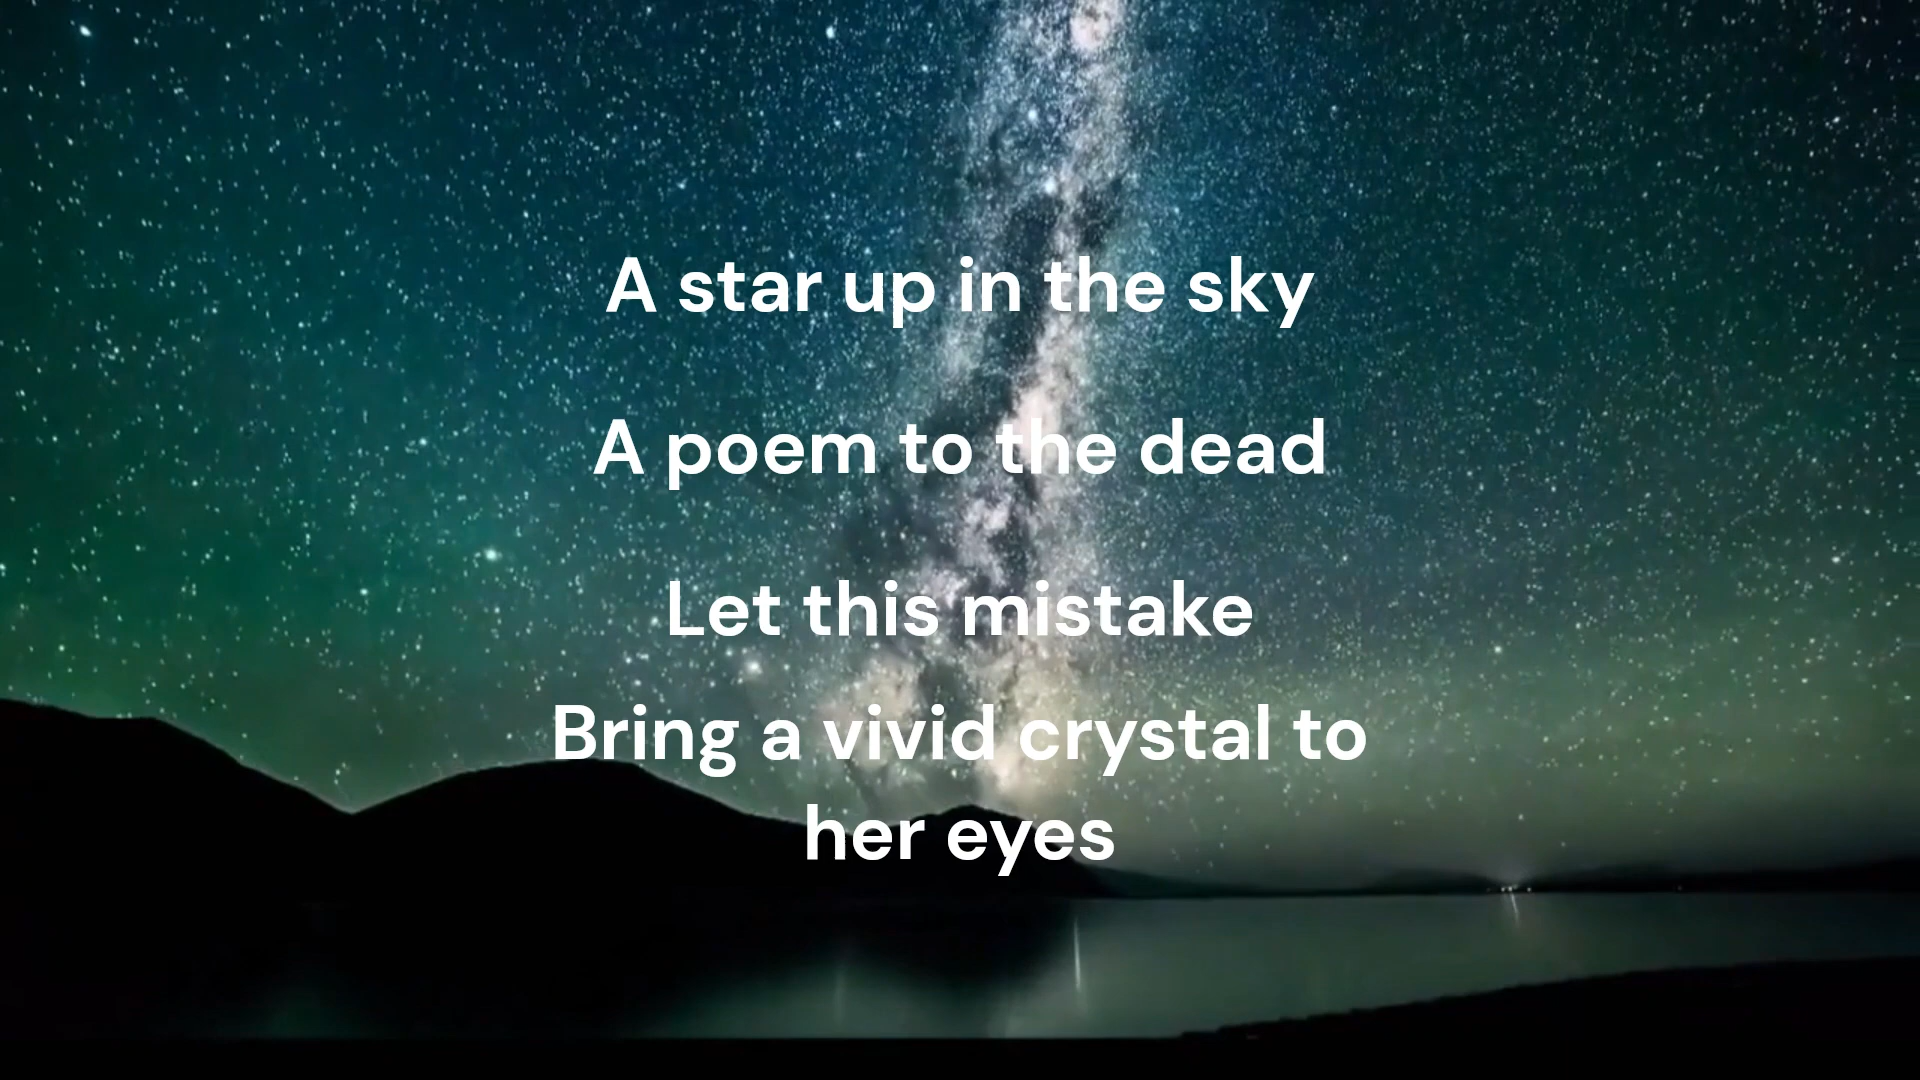 A star up in the sky
A poem to the dead
Let this mistake
Bring a vivid crystal to
her eyes